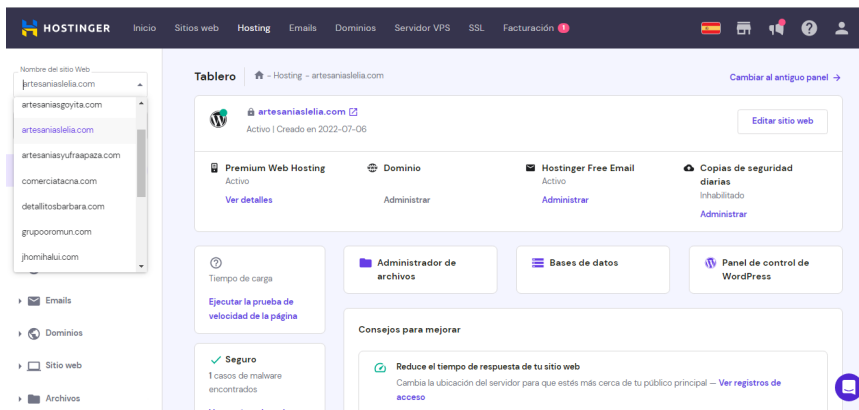 HOSTINGER
Inicio
Sitios web
Hosting
Emails
Dominios
Servidor VPS
SSL
Facturación 1
Nombre del sitio Web
artesaniaslelia.com
artesaniasgoyita.com
artesaniaslelia.com
artesaniasyufraapaza.com
comerciatacna.com
detallitosbarbara.com
grupooromun.com
jhomihalui.com
Emails
Dominios
Sitio web
Archivos
Tablero
- Hosting - artesaniaslelia.com
Cambiar al antiguo panel →
artesaniaslelia.com
Activo | Creado en 2022-07-06
Editar sitio web
Premium Web Hosting
Activo
Ver detalles
Dominio
Administrar
Hostinger Free Email
Activo
Administrar
Copias de seguridad
diarias
Inhabilitado
Administrar
Tiempo de carga
Ejecutar la prueba de
velocidad de la página
Administrador de
archivos
Bases de datos
Panel de control de
WordPress
Seguro
1 casos de malware
encontrados
Consejos para mejorar
Reduce el tiempo de respuesta de tu sitio web
Cambia la ubicación del servidor para que estés más cerca de tu público principal — Ver registros de
acceso